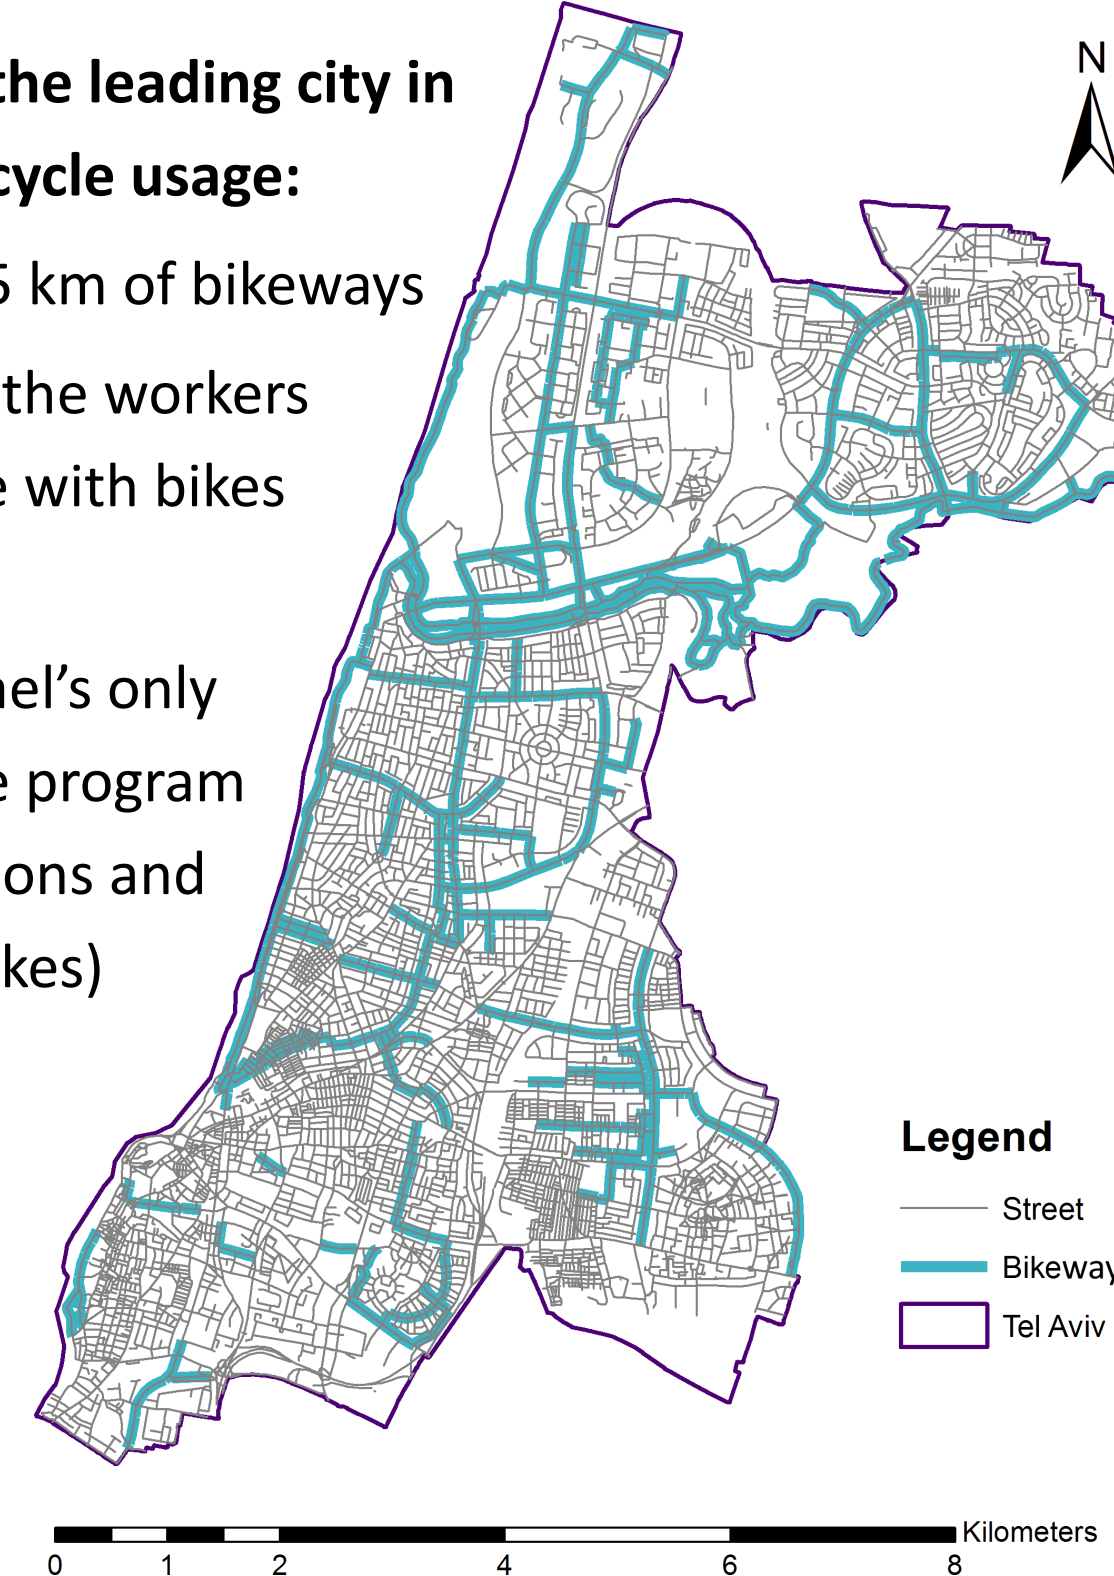 the leading city in
cycle usage:
5 km of bikeways
the workers
e with bikes
nel's only
e program
ons and
kes)
N
Legend
Street
Bikeway
Tel Aviv
Kilometers
0 1 2 4 6 8